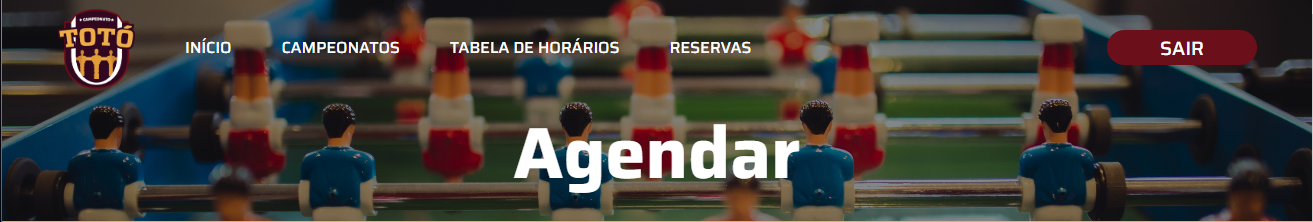 CAMPEONATO
TOTÓ
INÍCIO CAMPEONATOS TABELA DE HORÁRIOS RESERVAS SAIR
Agendar